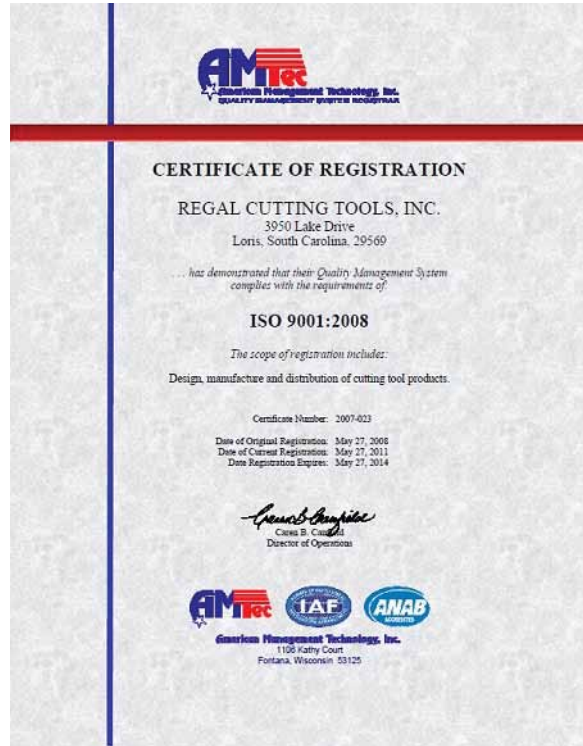 AMTec
American Management Technology, Inc.
QUALITY MANAGEMENT SYSTEM REGISTRAR
CERTIFICATE OF REGISTRATION
REGAL CUTTING TOOLS, INC.
3950 Lake Drive
Loris, South Carolina, 29569
. . . has demonstrated that their Quality Management System
complies with the requirements of:
ISO 9001:2008
The scope of registration includes:
Design, manufacture and distribution of cutting tool products.
Certificate Number: 2007-023
Date of Original Registration: May 27, 2008
Date of Current Registration: May 27, 2011
Date Registration Expires: May 27, 2014
Caren B. Canfield
Director of Operations
AMTec IAF ANAB
ACCREDITED
American Management Technology, Inc.
1106 Kathy Court
Fontana, Wisconsin 53125